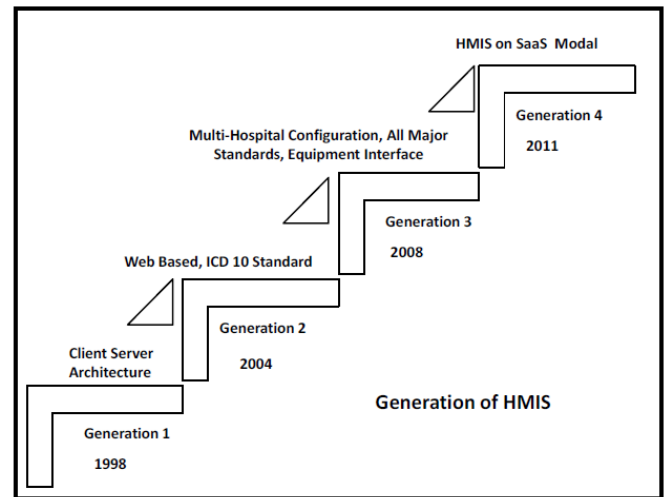 HMIS on SaaS Modal
Generation 4
2011
Multi-Hospital Configuration, All Major
Standards, Equipment Interface
Generation 3
2008
Web Based, ICD 10 Standard
Generation 2
2004
Client Server
Architecture
Generation of HMIS
Generation 1
1998